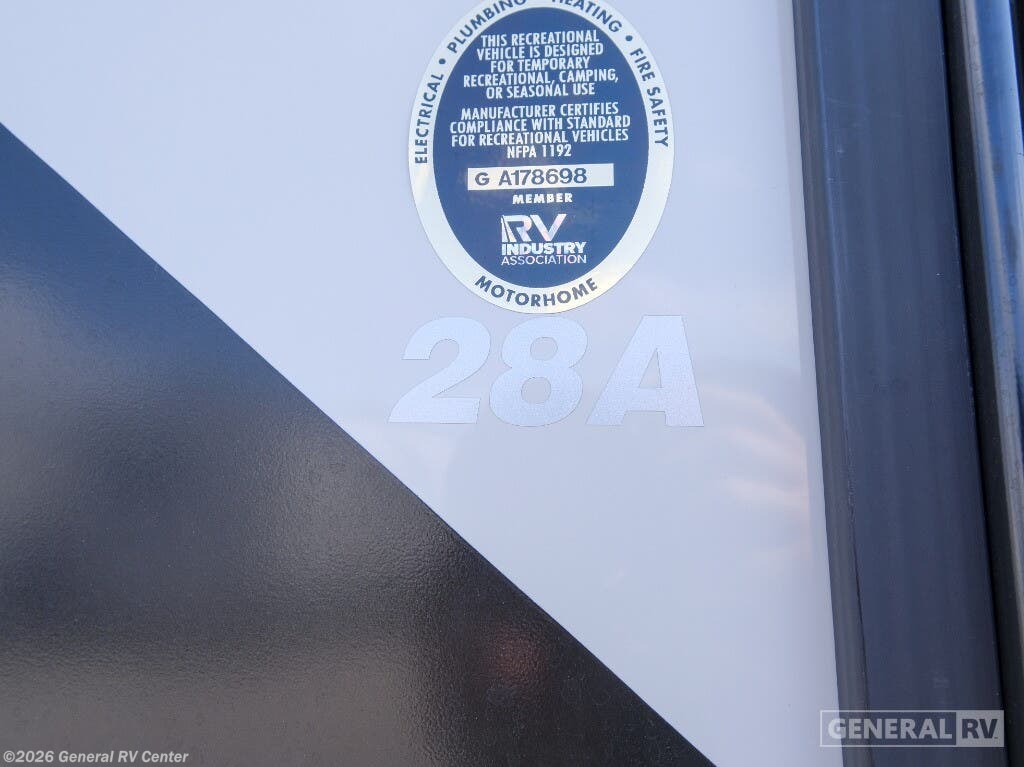 ELECTRICAL • PLUMBING • HEATING • FIRE SAFETY
THIS RECREATIONAL
VEHICLE IS DESIGNED
FOR TEMPORARY
RECREATIONAL, CAMPING,
OR SEASONAL USE
MANUFACTURER CERTIFIES
COMPLIANCE WITH STANDARD
FOR RECREATIONAL VEHICLES
NFPA 1192
G A178698
MEMBER
RV
INDUSTRY
ASSOCIATION
MOTORHOME
28A
GENERAL RV
©2026 General RV Center